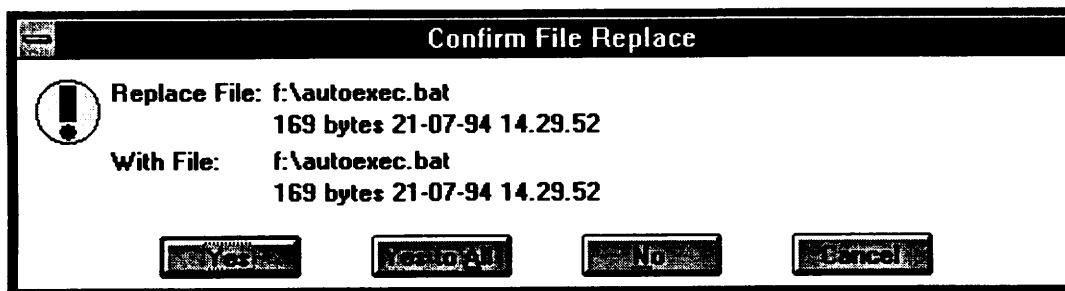 Confirm File Replace
Replace File: f:\autoexec.bat
169 bytes 21-07-94 14.29.52
With File: f:\autoexec.bat
169 bytes 21-07-94 14.29.52
Yes Yes to All No Cancel